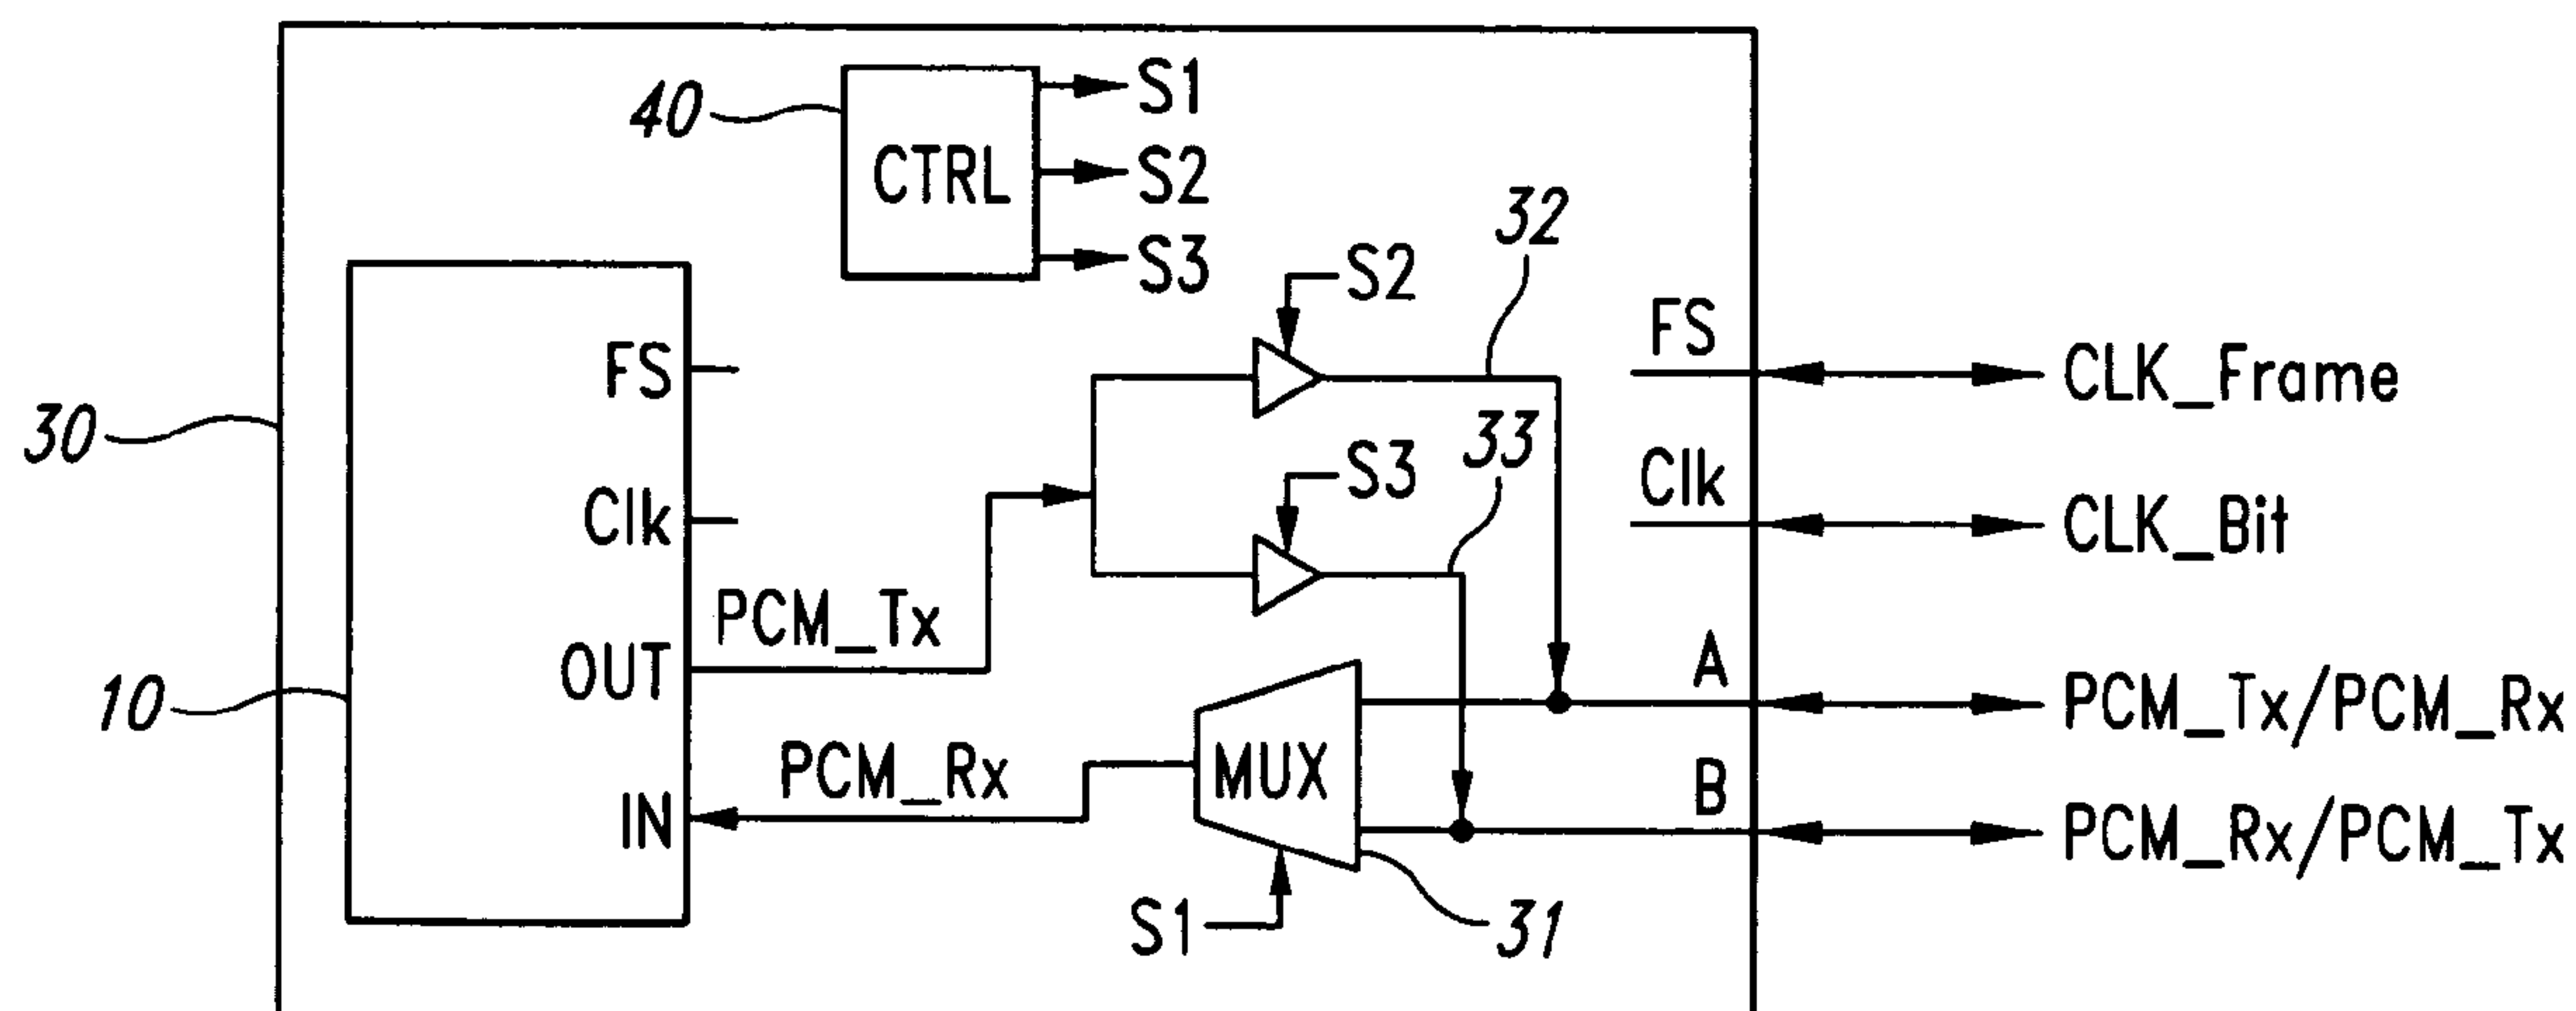 40
CTRL
S1
S2
S3
32
S2
30
FS
FS
CLK_Frame
33
S3
Clk
Clk
CLK_Bit
PCM_Tx
10
OUT
A
PCM_Tx/PCM_Rx
PCM_Rx
MUX
B
IN
PCM_Rx/PCM_Tx
S1
31